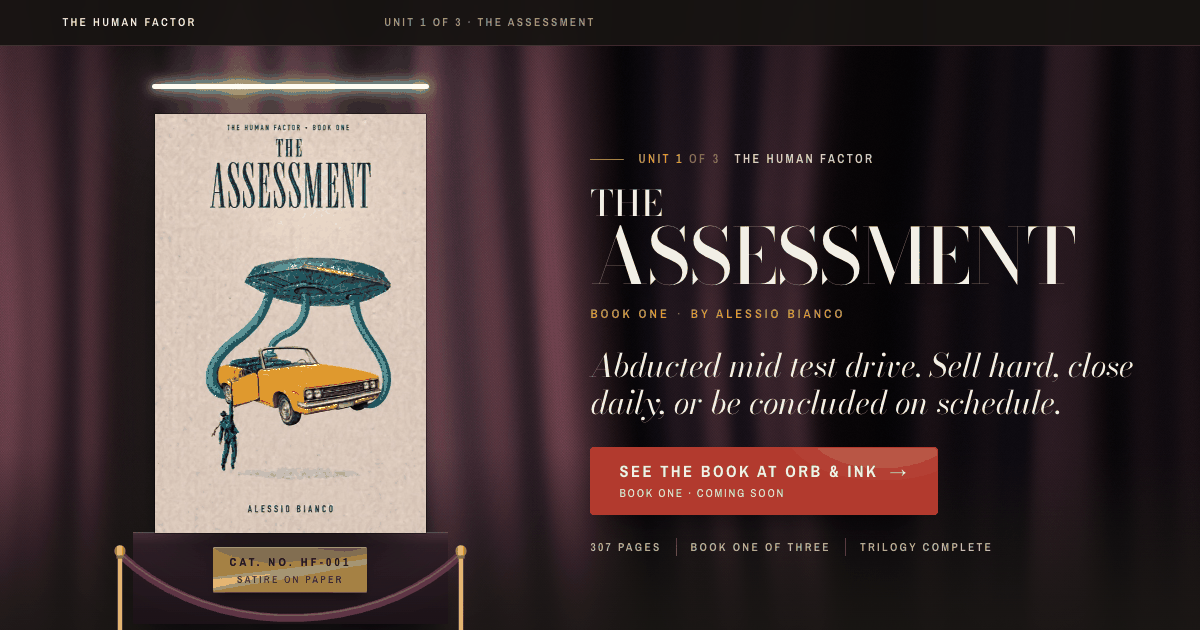 THE HUMAN FACTOR
UNIT 1 OF 3 · THE ASSESSMENT
THE HUMAN FACTOR • BOOK ONE
THE
ASSESSMENT
ALESSIO BIANCO
CAT. NO. HF-001
SATIRE ON PAPER
UNIT 1 OF 3 THE HUMAN FACTOR
THE
ASSESSMENT
BOOK ONE · BY ALESSIO BIANCO
Abducted mid test drive. Sell hard, close
daily, or be concluded on schedule.
SEE THE BOOK AT ORB & INK →
BOOK ONE · COMING SOON
307 PAGES
BOOK ONE OF THREE
TRILOGY COMPLETE